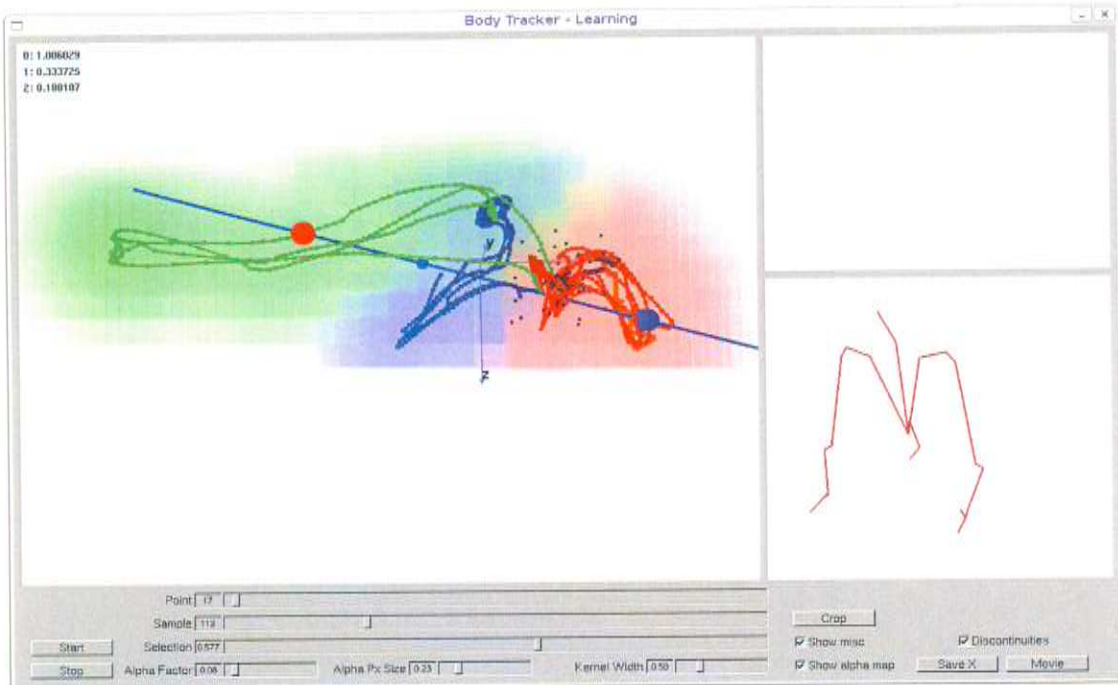 Body Tracker - Learning
0: 1.006029
1: 0.333725
2: 0.100107
y
z
Point 17
Sample 113
Start Selection 0.577
Stop Alpha Factor 0.06 Alpha Px Size 0.23 Kernel Width 0.50
Crop
Show misc Discontinuities
Show alpha map Save X Movie